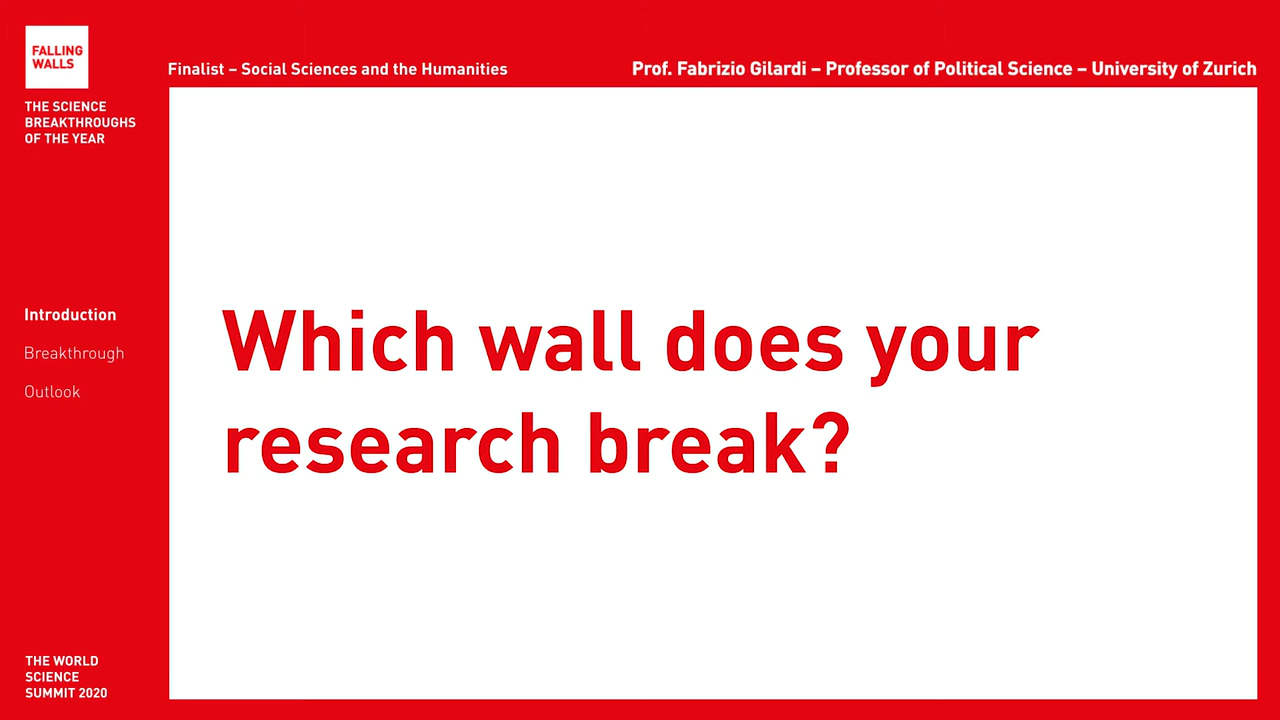 FALLING
WALLS
THE SCIENCE
BREAKTHROUGHS
OF THE YEAR
Finalist – Social Sciences and the Humanities
Prof. Fabrizio Gilardi – Professor of Political Science – University of Zurich
Introduction
Breakthrough
Outlook
Which wall does your
research break?
THE WORLD
SCIENCE
SUMMIT 2020